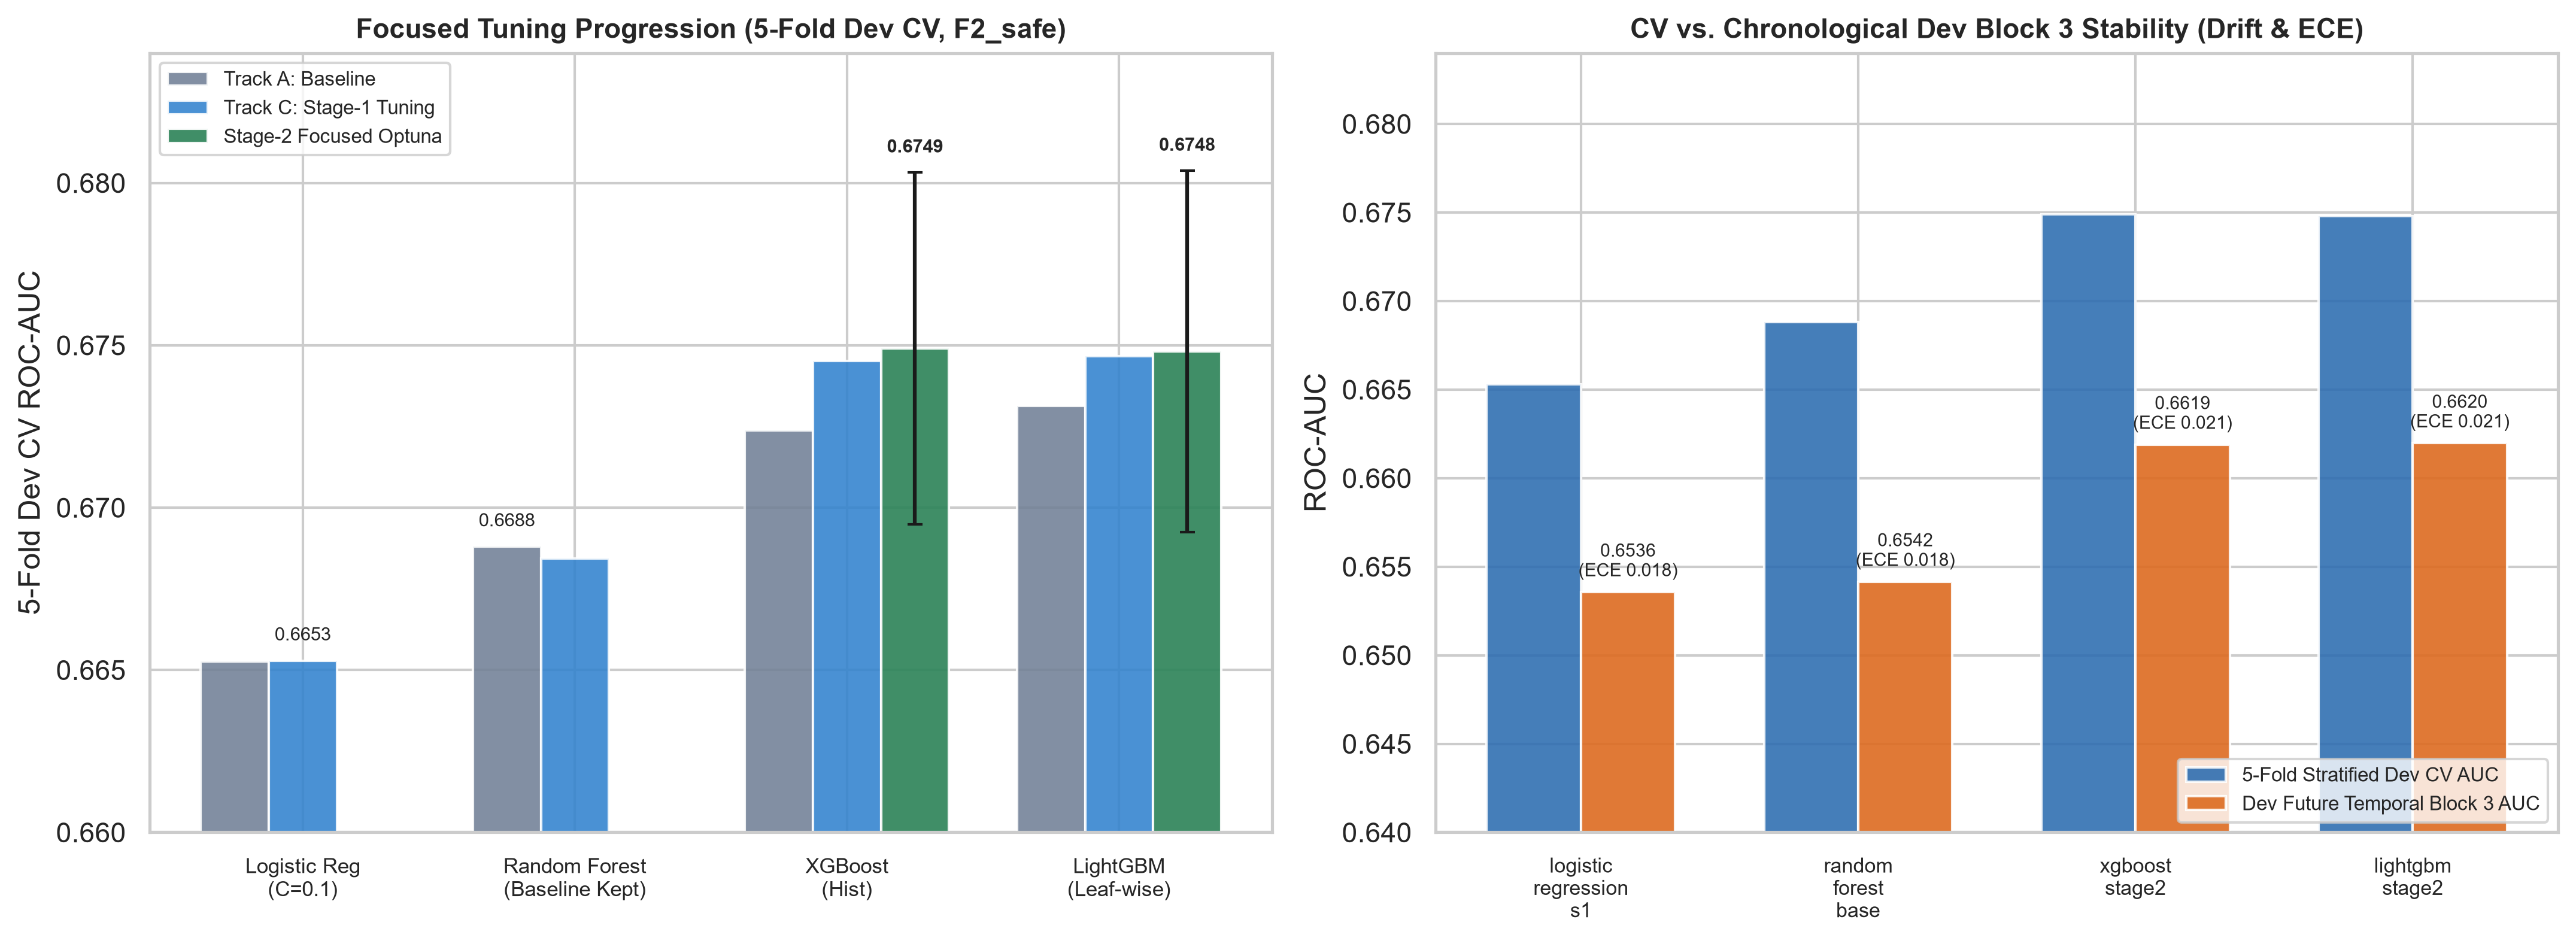 Focused Tuning Progression (5-Fold Dev CV, F2_safe)
Track A: Baseline
Track C: Stage-1 Tuning
Stage-2 Focused Optuna
5-Fold Dev CV ROC-AUC
0.680
0.675
0.670
0.665
0.660
0.6653
0.6688
0.6749
0.6748
Logistic Reg
(C=0.1)
Random Forest
(Baseline Kept)
XGBoost
(Hist)
LightGBM
(Leaf-wise)
CV vs. Chronological Dev Block 3 Stability (Drift & ECE)
ROC-AUC
0.680
0.675
0.670
0.665
0.660
0.655
0.650
0.645
0.640
0.6536
(ECE 0.018)
0.6542
(ECE 0.018)
0.6619
(ECE 0.021)
0.6620
(ECE 0.021)
5-Fold Stratified Dev CV AUC
Dev Future Temporal Block 3 AUC
logistic
regression
s1
random
forest
base
xgboost
stage2
lightgbm
stage2